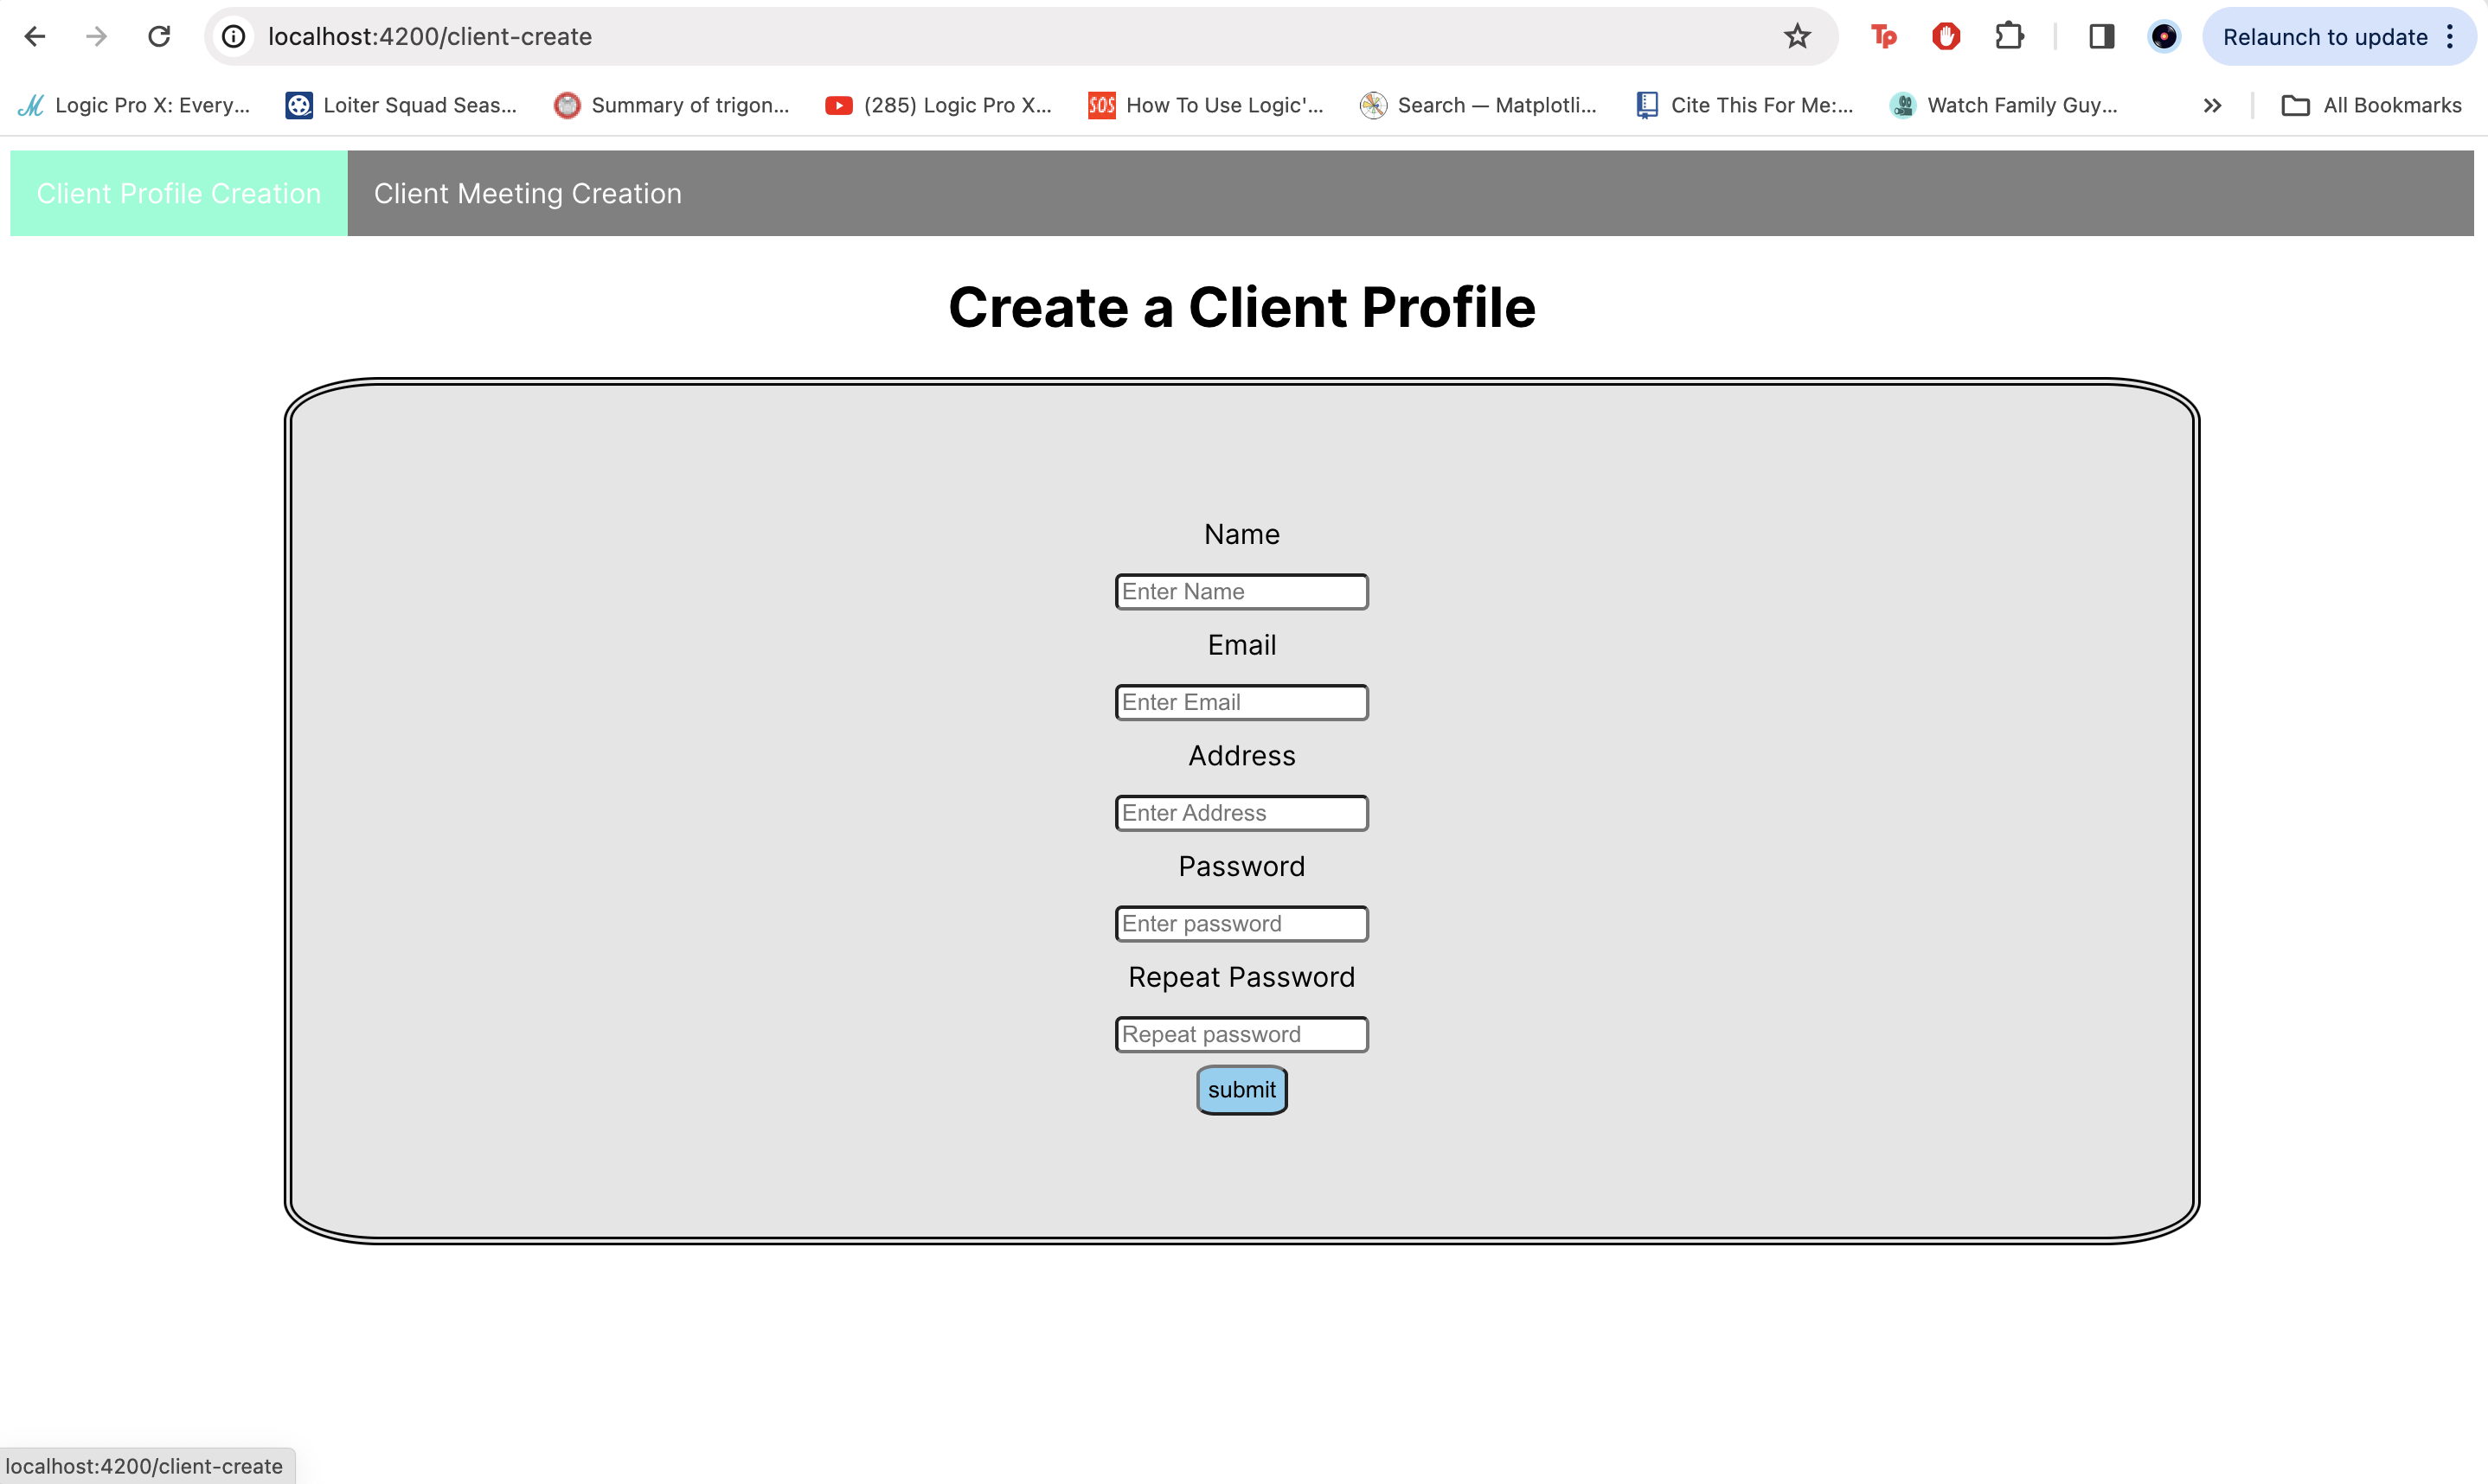 localhost:4200/client-create
Relaunch to update
Logic Pro X: Every...
Loiter Squad Seas...
Summary of trigon...
(285) Logic Pro X...
SOS
How To Use Logic'...
Search — Matplotli...
Cite This For Me:...
Watch Family Guy...
All Bookmarks
Client Profile Creation
Client Meeting Creation
Create a Client Profile
Name
Enter Name
Email
Enter Email
Address
Enter Address
Password
Enter password
Repeat Password
Repeat password
submit
localhost:4200/client-create